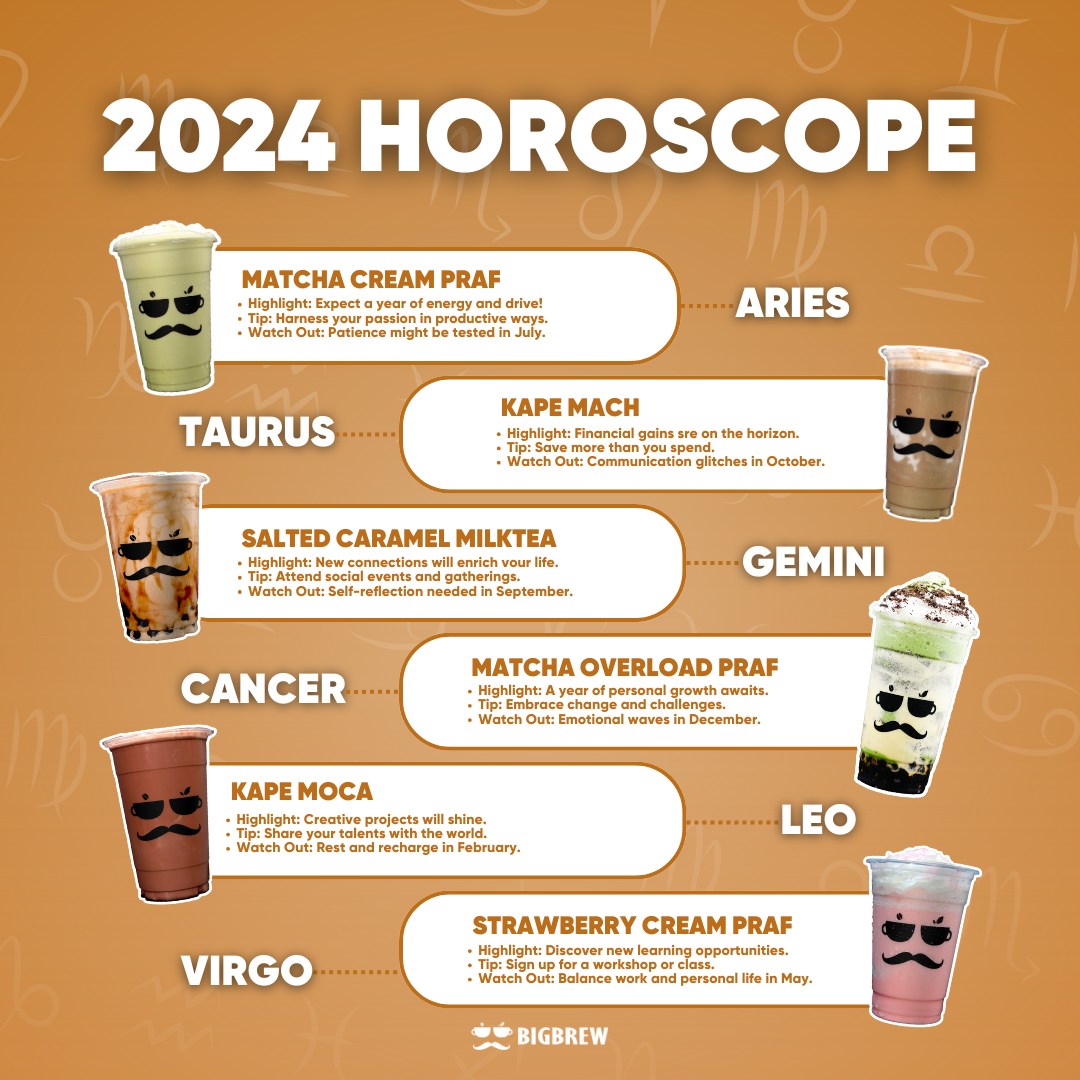 2024 HOROSCOPE
MATCHA CREAM PRAF
• Highlight: Expect a year of energy and drive!
• Tip: Harness your passion in productive ways.
• Watch Out: Patience might be tested in July.
ARIES
TAURUS
KAPE MACH
• Highlight: Financial gains sre on the horizon.
• Tip: Save more than you spend.
• Watch Out: Communication glitches in October.
SALTED CARAMEL MILKTEA
• Highlight: New connections will enrich vour life.
• Tip: Attend social events and gatherings.
• Watch Out: Self-reflection needed in September.
GEMINI
CANCER
MATCHA OVERLOAD PRAF
• Highlight: A year of personal growth awaits.
• Tip: Embrace change and challenges.
• Watch Out: Emotional waves in December.
KAPE MOCA
• Highlight: Creative projects will shine.
• Tip: Share your talents with the world.
• Watch Out: Rest and recharge in February.
LEO
VIRGO
STRAWBERRY CREAM PRAF
• Highlight: Discover new learning opportunities.
• Tip: Sign up for a workshop or class.
• Watch Out: Balance work and personal life in May.
BIGBREW